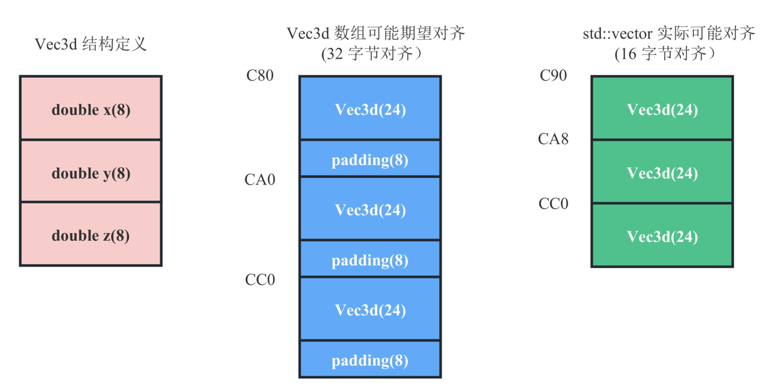 Vec3d 结构定义
double x(8)
double y(8)
double z(8)
Vec3d 数组可能期望对齐
(32 字节对齐）
C80
Vec3d(24)
padding(8)
CA0
Vec3d(24)
padding(8)
CC0
Vec3d(24)
padding(8)
std::vector 实际可能对齐
(16 字节对齐）
C90
Vec3d(24)
CA8
Vec3d(24)
CC0
Vec3d(24)